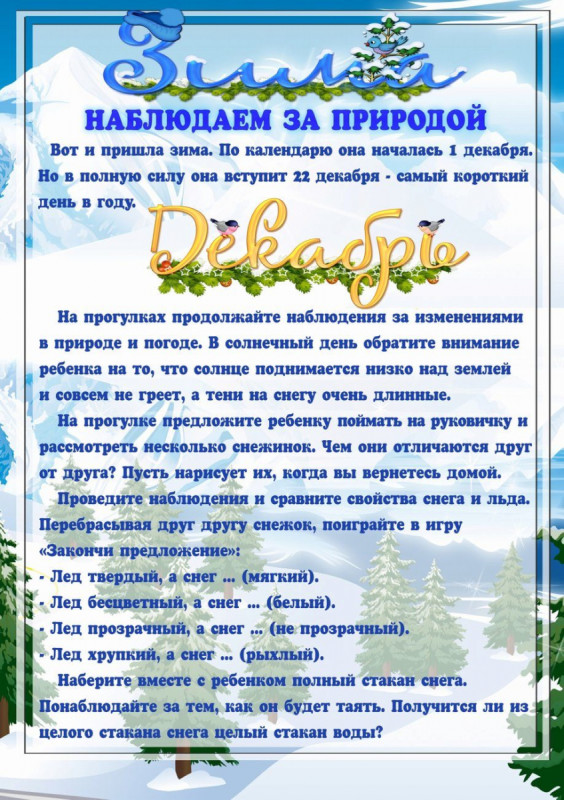 Зима
НАБЛЮДАЕМ ЗА ПРИРОДОЙ
Вот и пришла зима. По календарю она началась 1 декабря.
Но в полную силу она вступит 22 декабря - самый короткий
день в году.
Декабрь
На прогулках продолжайте наблюдения за изменениями
в природе и погоде. В солнечный день обратите внимание
ребенка на то, что солнце поднимается низко над землей
и совсем не греет, а тени на снегу очень длинные.
На прогулке предложите ребенку поймать на руковичку и
рассмотреть несколько снежинок. Чем они отличаются друг
от друга? Пусть нарисует их, когда вы вернетесь домой.
Проведите наблюдения и сравните свойства снега и льда.
Перебрасывая друг другу снежок, поиграйте в игру
«Закончи предложение»:
- Лед твердый, а снег ... (мягкий).
- Лед бесцветный, а снег ... (белый).
- Лед прозрачный, а снег ... (не прозрачный).
- Лед хрупкий, а снег ... (рыхлый).
Наберите вместе с ребенком полный стакан снега.
Понаблюдайте за тем, как он будет таять. Получится ли из
целого стакана снега целый стакан воды?